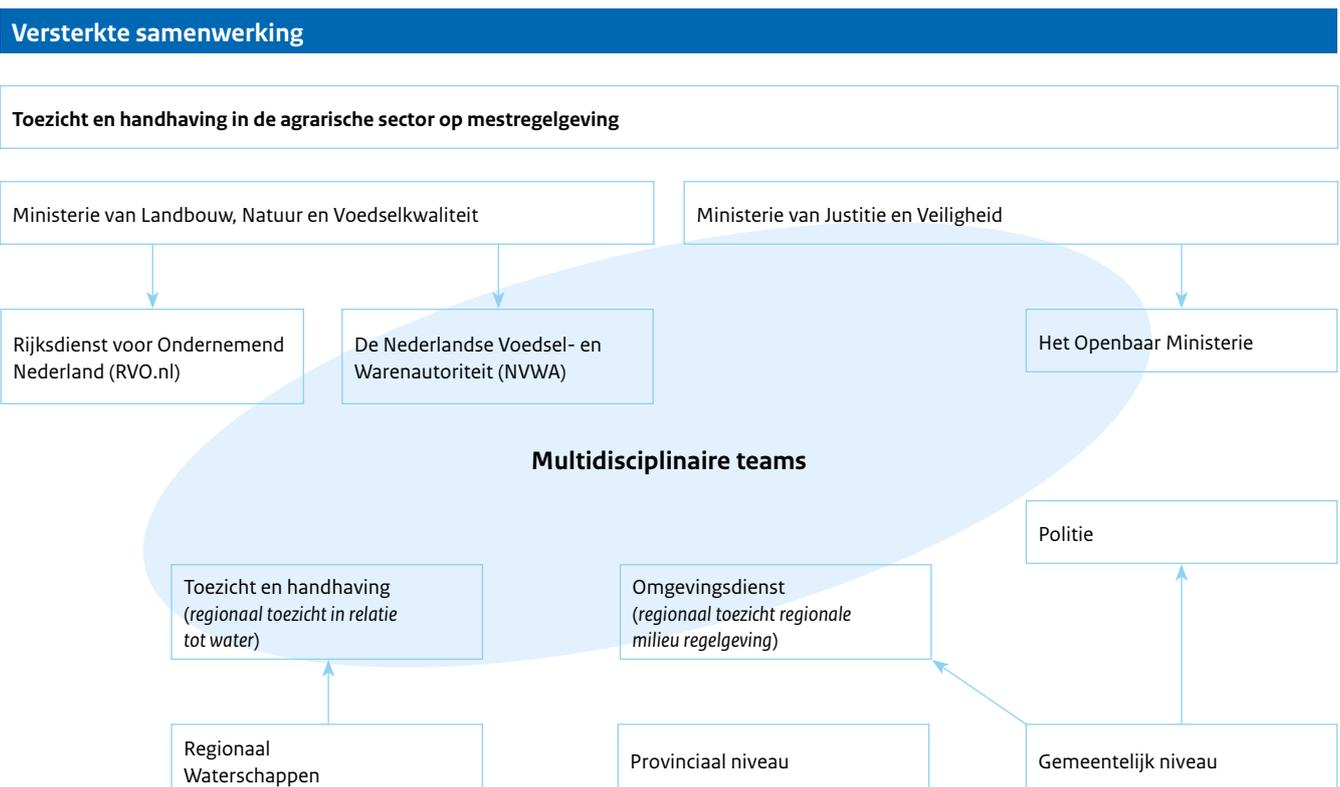 Versterkte samenwerking
Toezicht en handhaving in de agrarische sector op mestregelgeving
Ministerie van Landbouw, Natuur en Voedselkwaliteit
Ministerie van Justitie en Veiligheid
Rijksdienst voor Ondernemend
Nederland (RVO.nl)
De Nederlandse Voedsel- en
Warenautoriteit (NVWA)
Het Openbaar Ministerie
Multidisciplinaire teams
Politie
Toezicht en handhaving
(regionaal toezicht in relatie
tot water)
Omgevingsdienst
(regionaal toezicht regionale
milieu regelgeving)
Regionaal
Waterschappen
Provinciaal niveau
Gemeentelijk niveau